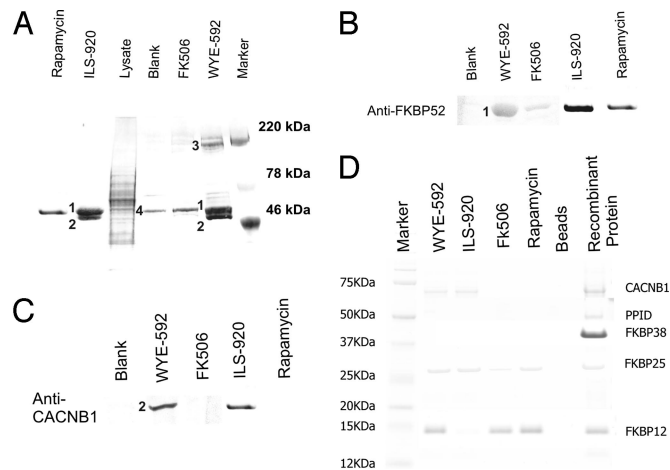 A
Rapamycin
ILS-920
Lysate
Blank
FK506
WYE-592
Marker
220 kDa
78 kDa
46 kDa
3
1
2
4
1
2
B
Blank
WYE-592
FK506
ILS-920
Rapamycin
Anti-FKBP52
1
C
Blank
WYE-592
FK506
ILS-920
Rapamycin
Anti-
CACNB1
2
D
Marker
WYE-592
ILS-920
Fk506
Rapamycin
Beads
Recombinant
Protein
75KDa
50KDa
37KDa
25KDa
20KDa
15KDa
12KDa
CACNB1
PPID
FKBP38
FKBP25
FKBP12